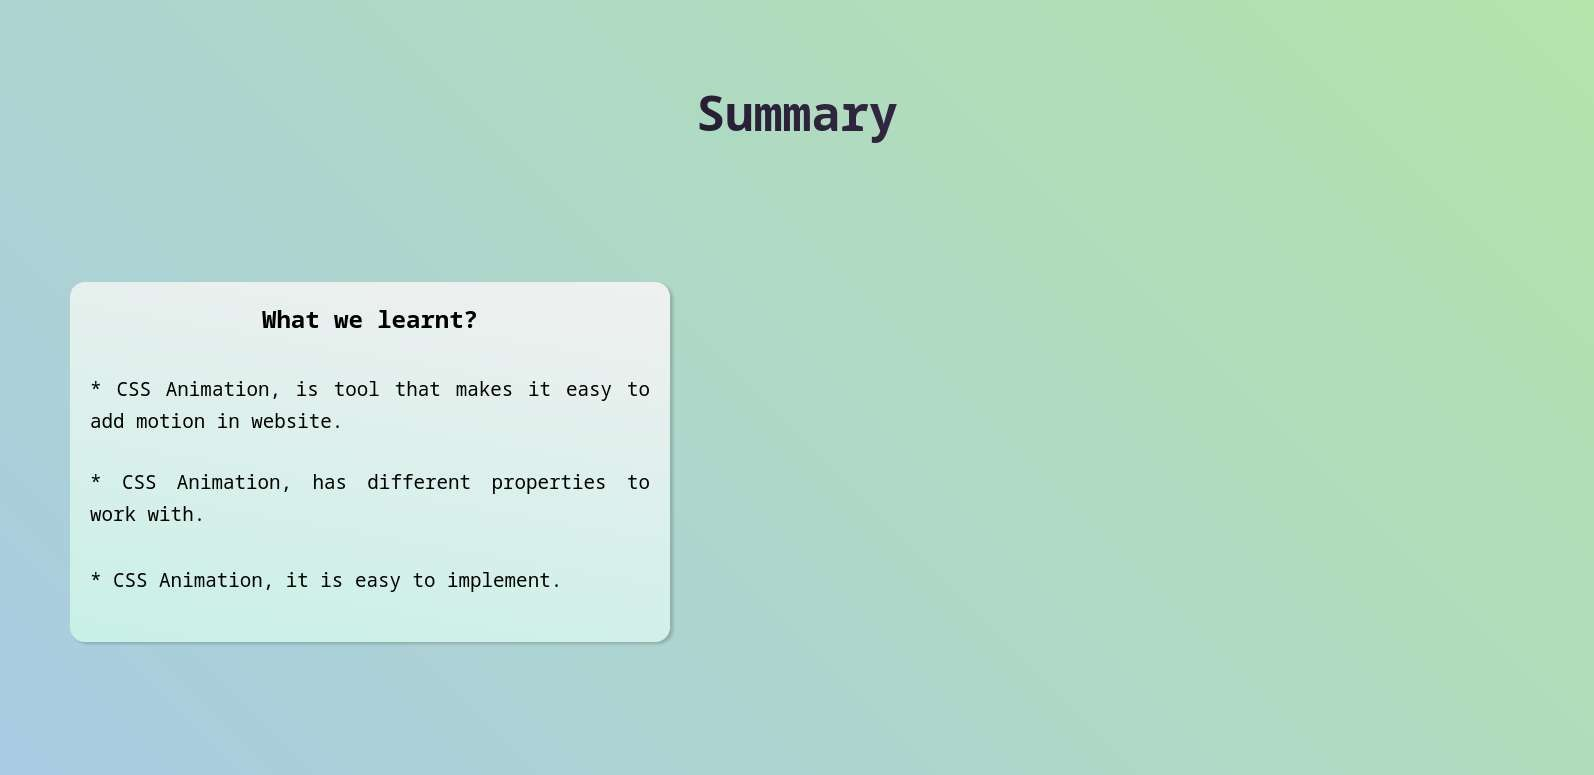 Summary
What we learnt?
* CSS Animation, is tool that makes it easy to
add motion in website.
* CSS Animation, has different properties to
work with.
* CSS Animation, it is easy to implement.